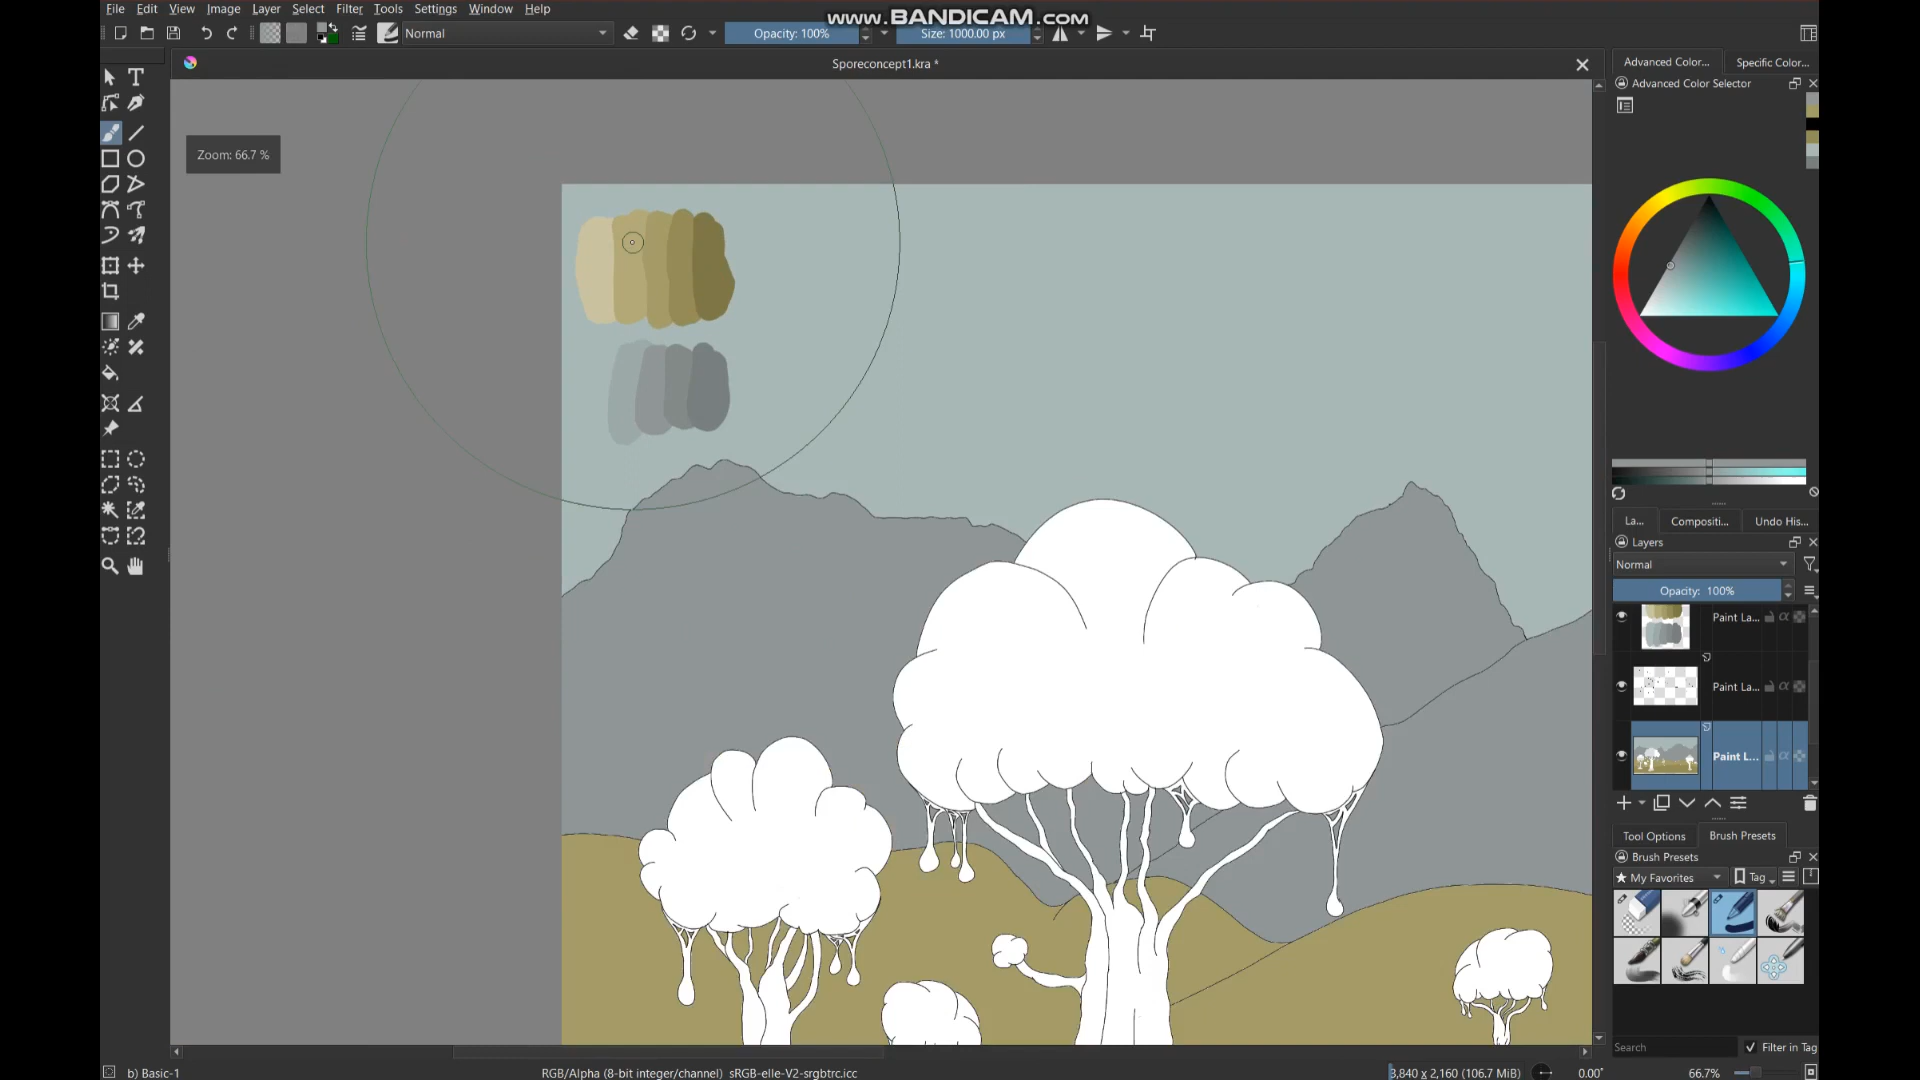 File Edit View Image Layer Select Filter Tools Settings Window Help
www.BANDICAM.com
Normal
Opacity: 100%
Size: 1000.00 px
Sporeconcept1.kra *
Advanced Color...
Specific Color...
Advanced Color Selector
Zoom: 66.7 %
La...
Compositi...
Undo His...
Layers
Normal
Opacity: 100%
Paint La...
Paint La...
Paint L...
Tool Options
Brush Presets
Brush Presets
My Favorites
Tag
Search
Filter in Tag
b) Basic-1
RGB/Alpha (8-bit integer/channel) sRGB-elle-V2-srgbtrc.icc
3,840 x 2,160 (106.7 MiB)
0.00°
66.7%